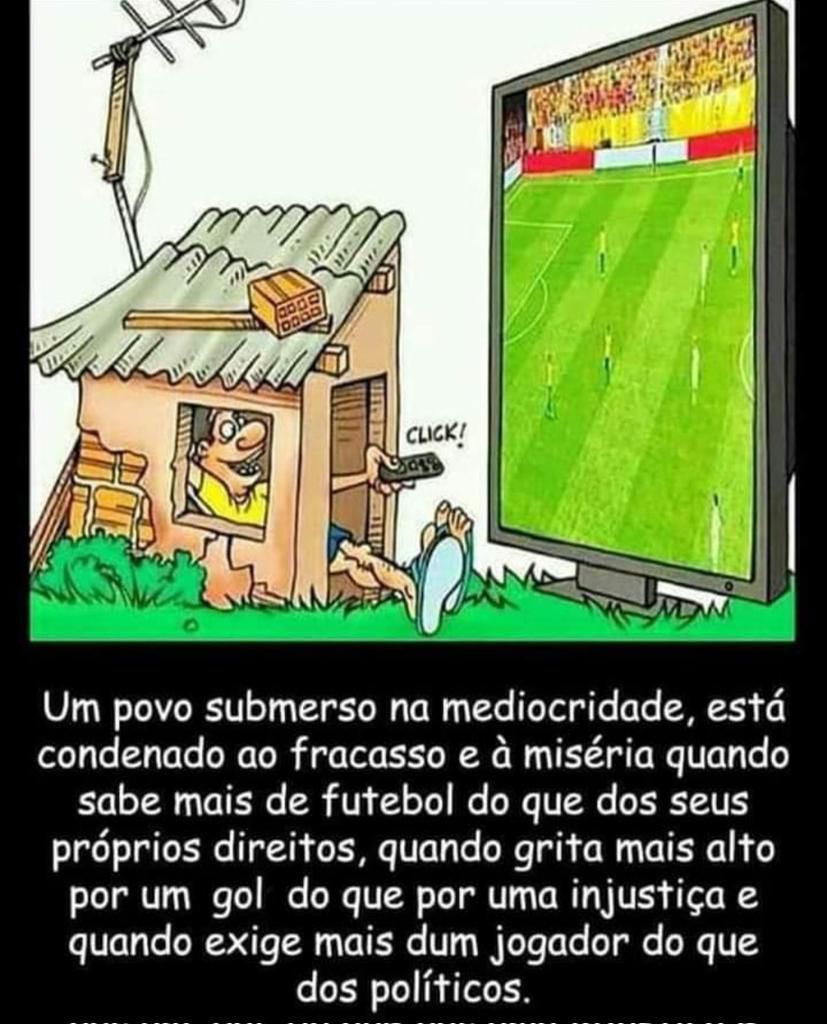 CLICK!
Um povo submerso na mediocridade, está
condenado ao fracasso e à miséria quando
sabe mais de futebol do que dos seus
próprios direitos, quando grita mais alto
por um gol do que por uma injustiça e
quando exige mais dum jogador do que
dos políticos.